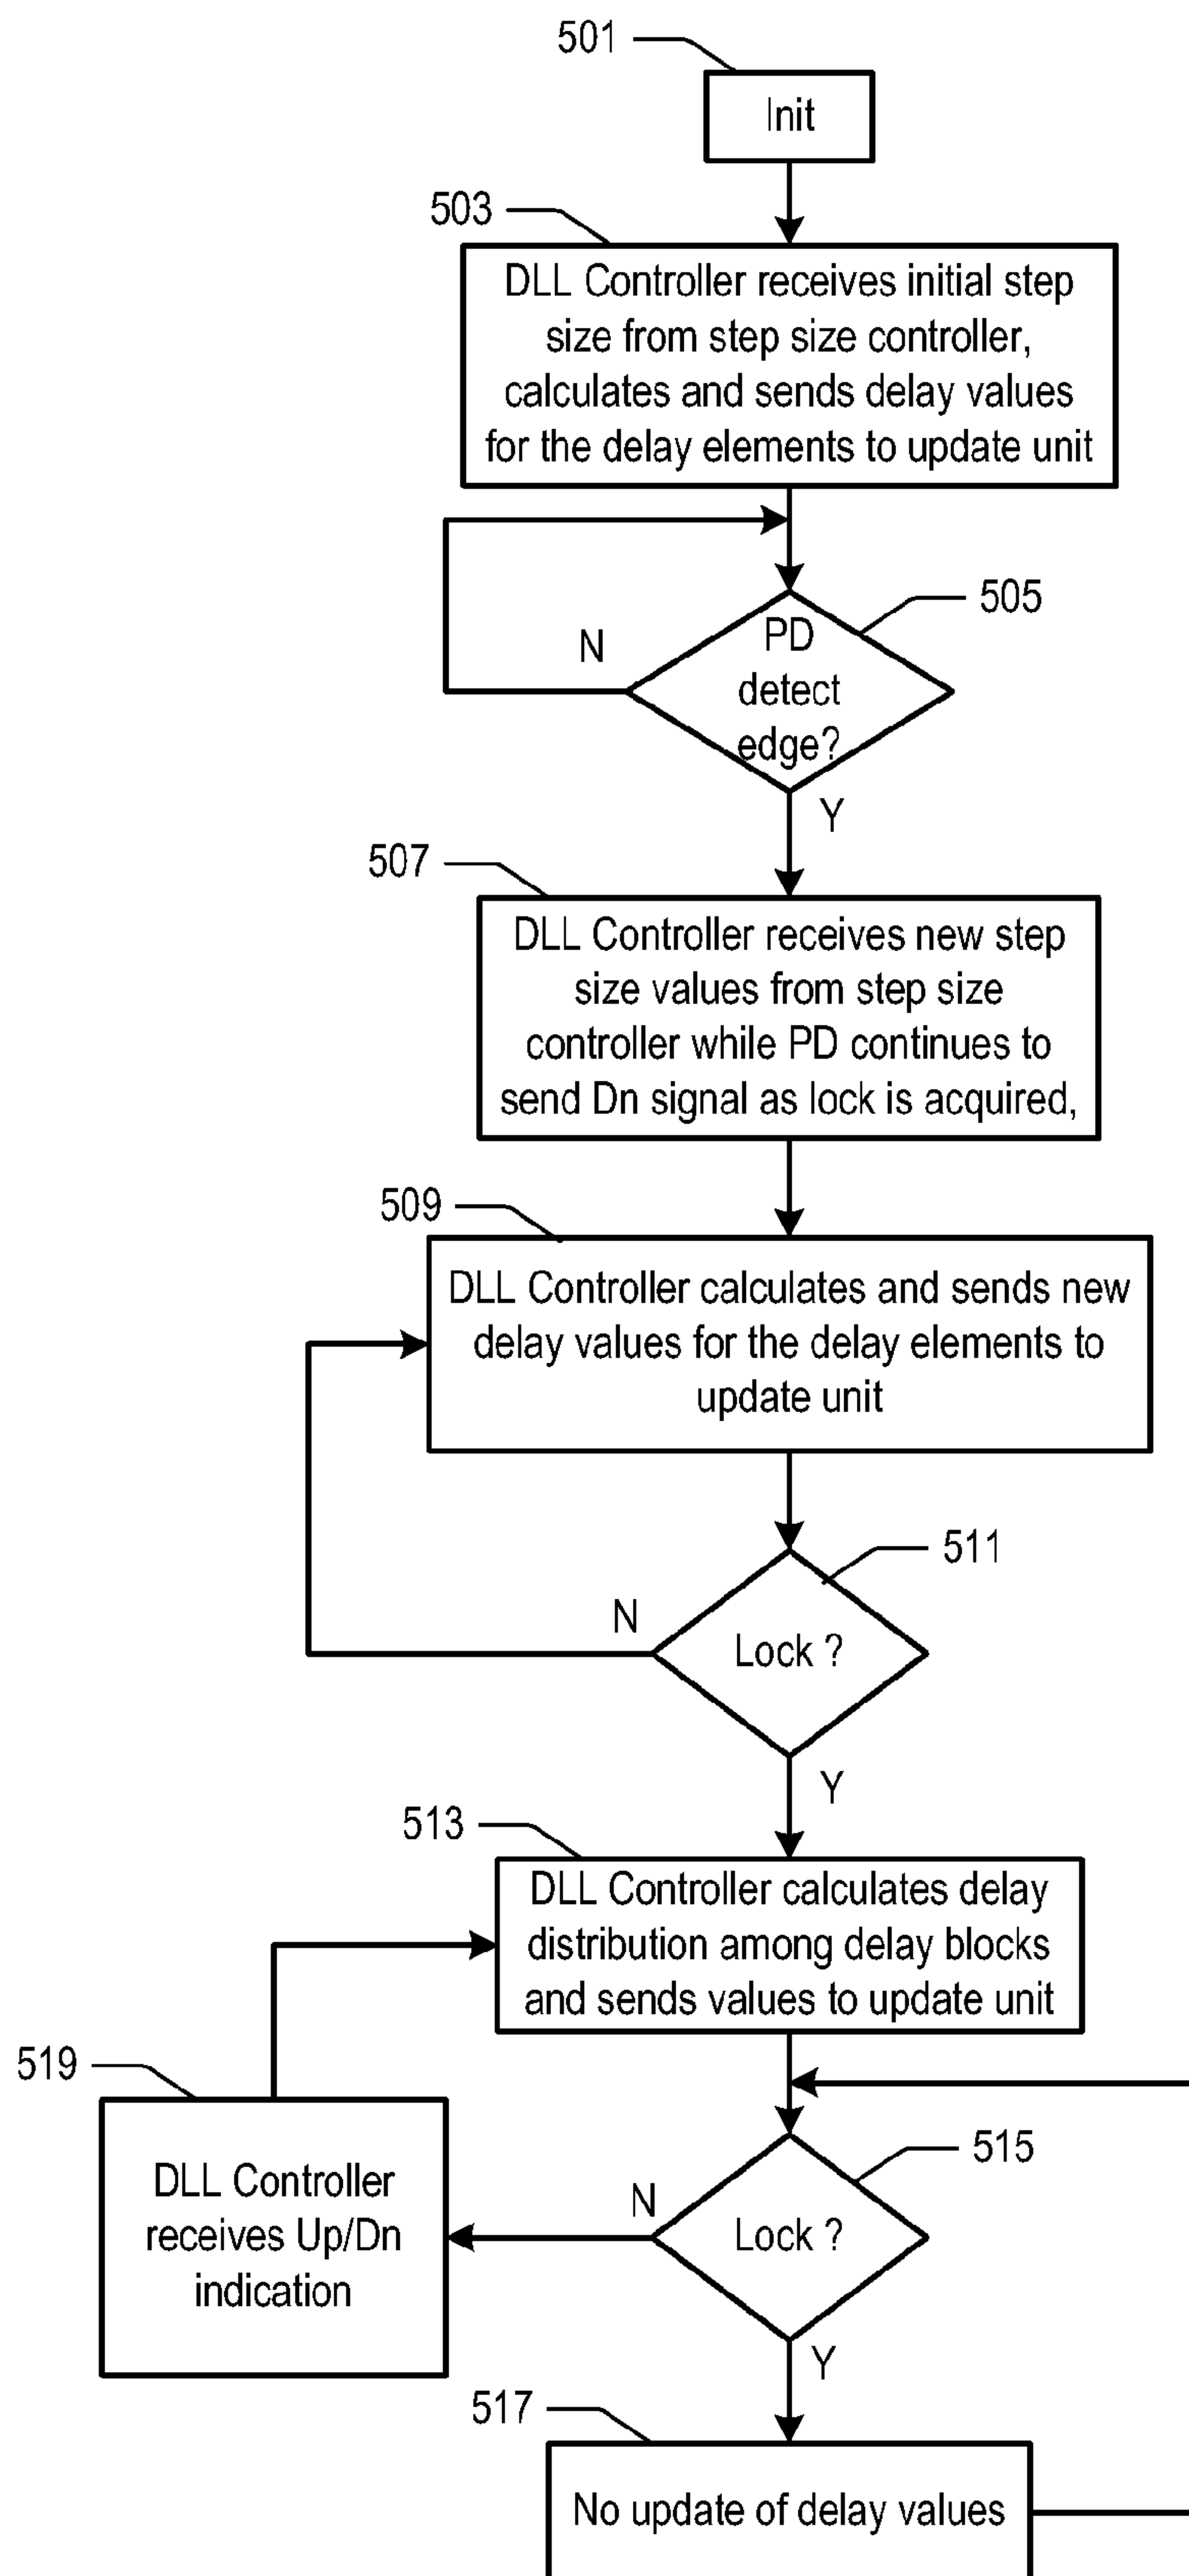 501
Init
503
DLL Controller receives initial step
size from step size controller,
calculates and sends delay values
for the delay elements to update unit
505
N
PD
detect
edge?
Y
507
DLL Controller receives new step
size values from step size
controller while PD continues to
send Dn signal as lock is acquired,
509
DLL Controller calculates and sends new
delay values for the delay elements to
update unit
511
N
Lock ?
Y
513
DLL Controller calculates delay
distribution among delay blocks
and sends values to update unit
519
DLL Controller
receives Up/Dn
indication
515
N
Lock ?
Y
517
No update of delay values